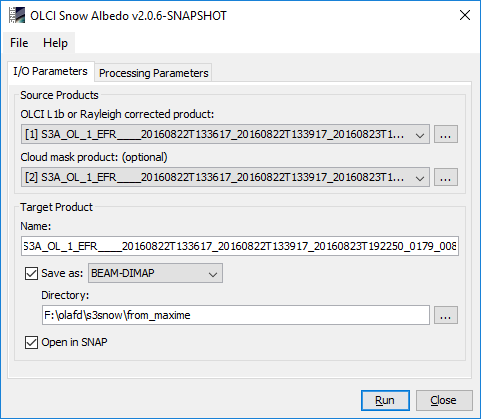 OLCI Snow Albedo v2.0.6-SNAPSHOT
File Help
I/O Parameters Processing Parameters
Source Products
OLCI L1b or Rayleigh corrected product:
[1] S3A_OL_1_EFR____20160822T133617_20160822T133917_20160823T1... ...
Cloud mask product: (optional)
[2] S3A_OL_1_EFR____20160822T133617_20160822T133917_20160823T1... ...
Target Product
Name:
S3A_OL_1_EFR____20160822T133617_20160822T133917_20160823T192250_0179_008
Save as: BEAM-DIMAP
Directory:
F:\olafd\s3snow\from_maxime ...
Open in SNAP
Run Close